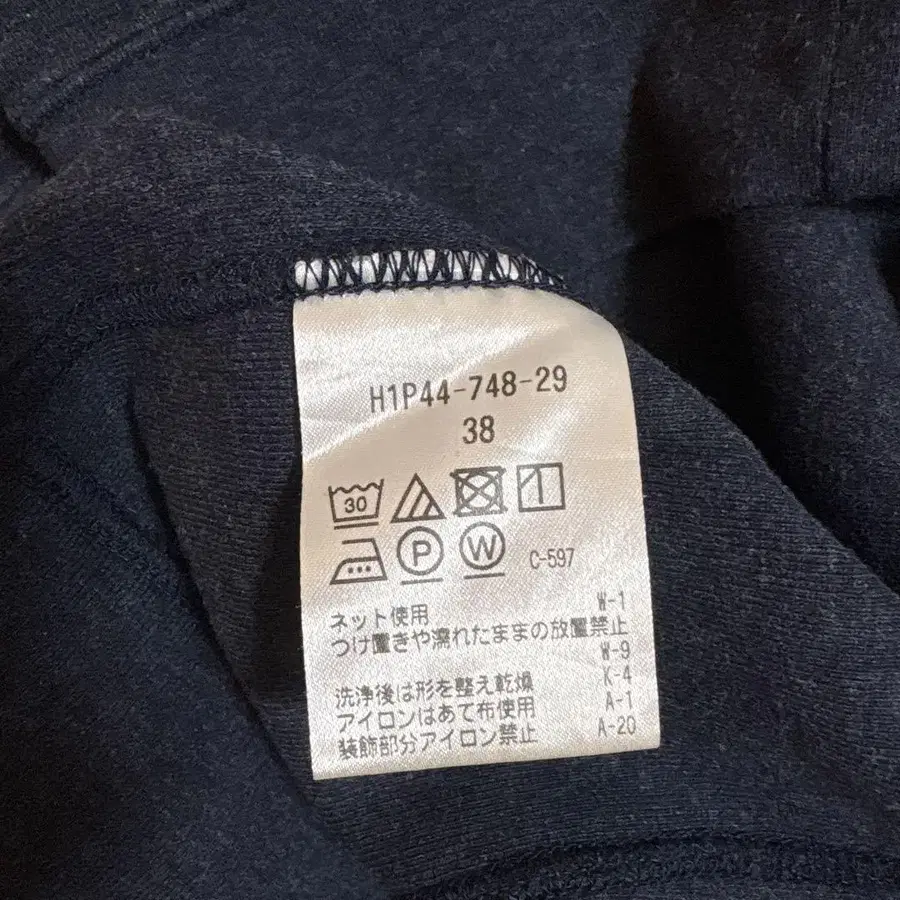 H1P44-748-29
38
30
P W C-597
ネット使用 W-1
つけ置きや濡れたままの放置禁止
W-9
洗浄後は形を整え乾燥 K-4
アイロンはあて布使用 A-1
装飾部分アイロン禁止 A-20